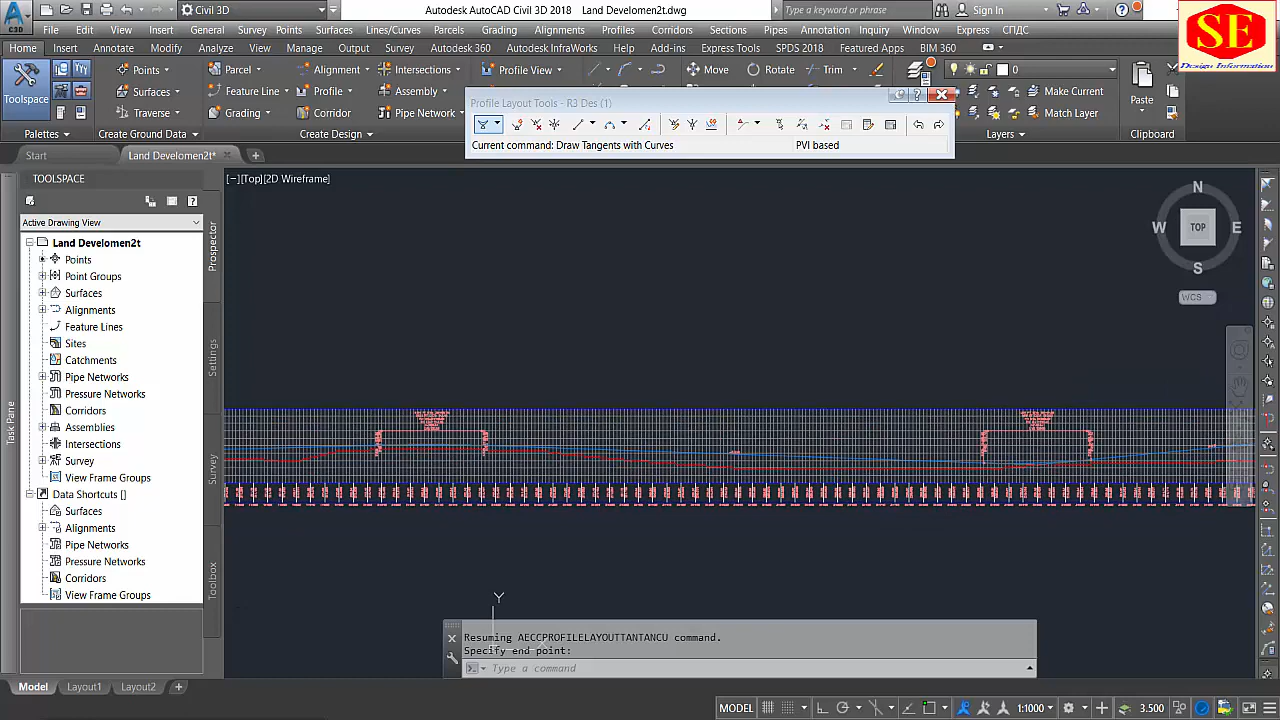 Civil 3D
Autodesk AutoCAD Civil 3D 2018 Land Developmen2t.dwg
Type a keyword or phrase
Sign In
SE
Design Information
File Edit View Insert General Survey Points Surfaces Lines/Curves Parcels Grading Alignments Profiles Corridors Sections Pipes Annotation Inquiry Window Express СПДС
Home Insert Annotate Modify Analyze View Manage Output Survey Autodesk 360 Autodesk InfraWorks Help Add-ins Express Tools SPDS 2018 Featured Apps BIM 360
Toolspace
Points
Surfaces
Traverse
Parcel
Feature Line
Grading
Alignment
Profile
Corridor
Intersections
Assembly
Pipe Network
Profile View
Move
Rotate
Trim
0
Make Current
Match Layer
Paste
Palettes
Create Ground Data
Create Design
Layers
Clipboard
Profile Layout Tools - R3 Des (1)
Current command: Draw Tangents with Curves
PVI based
Start
Land Developmen2t*
TOOLSPACE
Active Drawing View
Land Developmen2t
Points
Point Groups
Surfaces
Alignments
Feature Lines
Sites
Catchments
Pipe Networks
Pressure Networks
Corridors
Assemblies
Intersections
Survey
View Frame Groups
Data Shortcuts []
Surfaces
Alignments
Pipe Networks
Pressure Networks
Corridors
View Frame Groups
Prospector
Settings
Survey
Toolbox
Task Pane
[−][Top][2D Wireframe]
N
W
TOP
E
S
WCS
Y
Resuming AECCPROFILELAYOUTTANTANCU command.
Specify end point:
Type a command
Model Layout1 Layout2
MODEL
1:1000
3.500